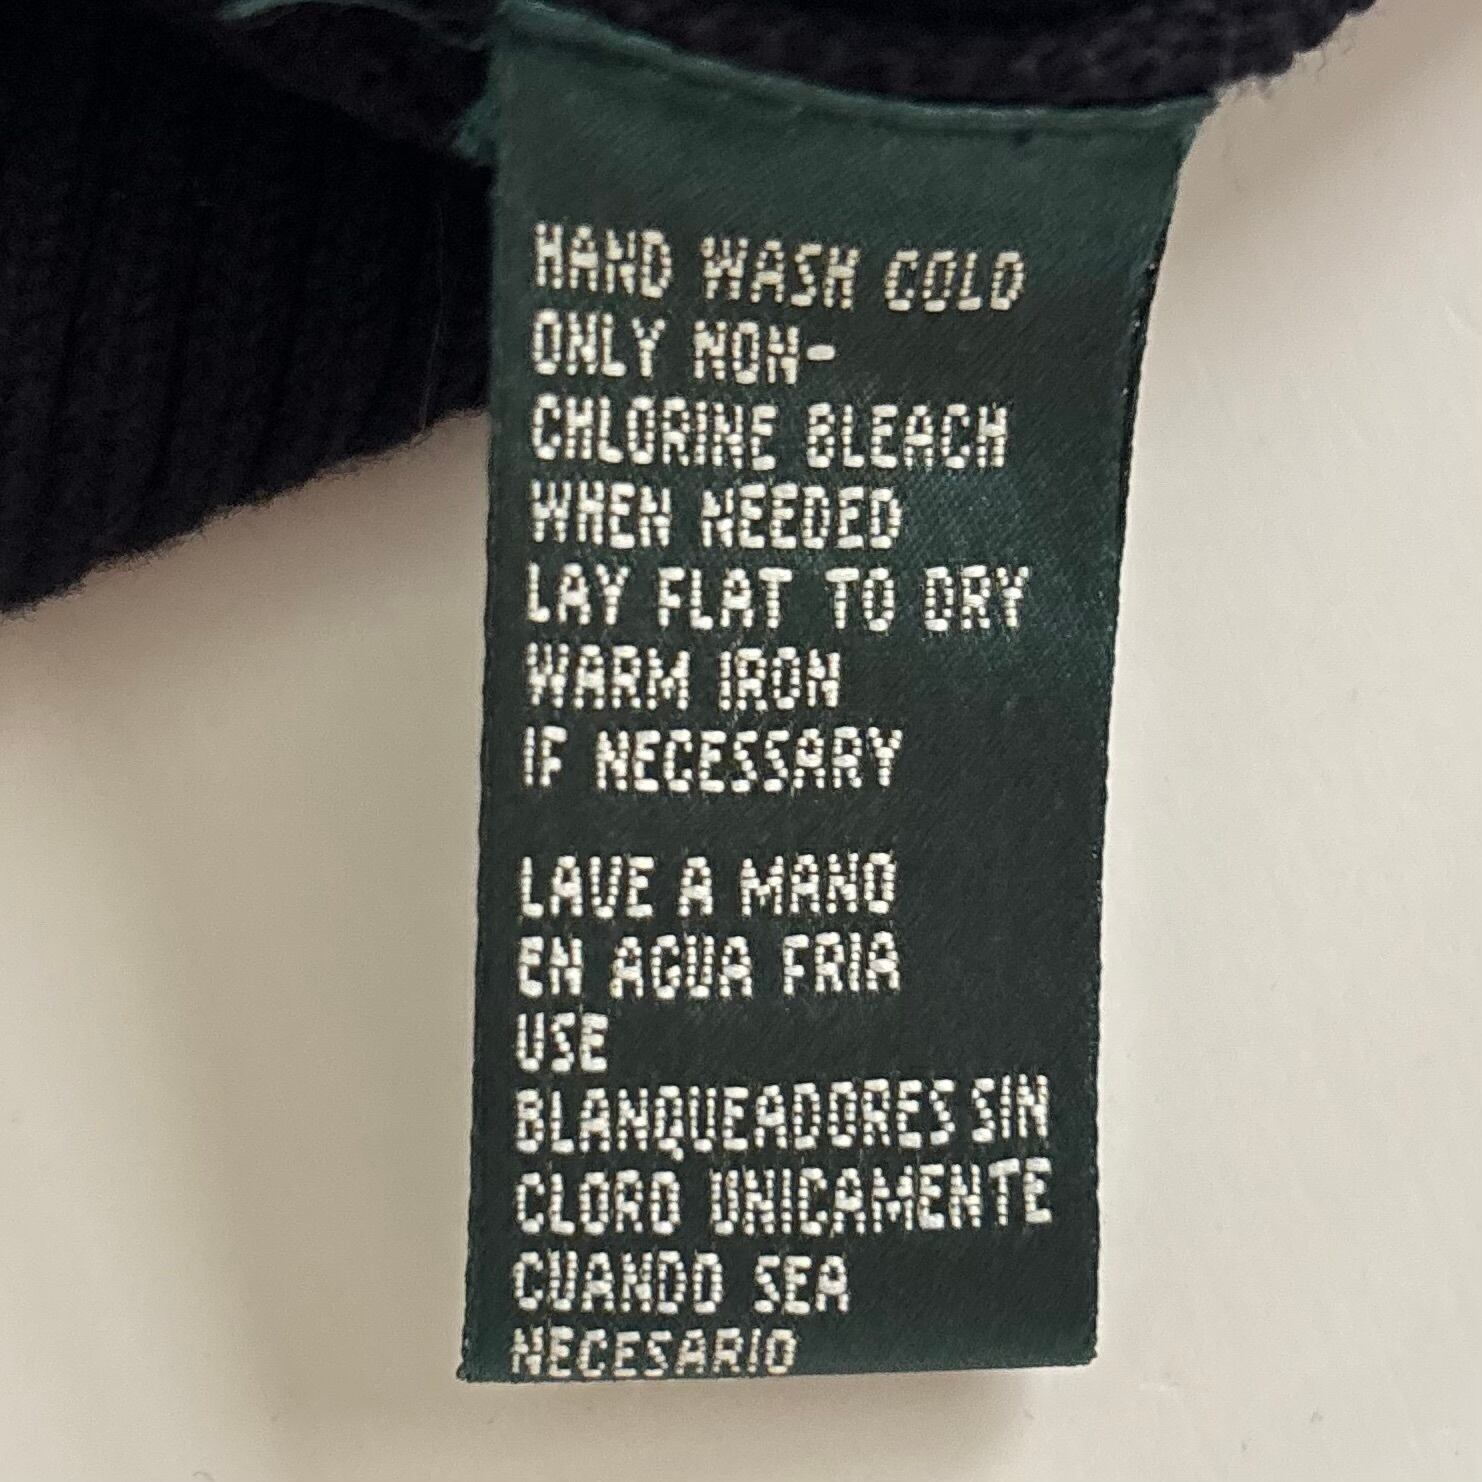 HAND WASH COLD
ONLY NON-
CHLORINE BLEACH
WHEN NEEDED
LAY FLAT TO DRY
WARM IRON
IF NECESSARY
LAVE A MANO
EN AGUA FRIA
USE
BLANQUEADORES SIN
CLORO UNICAMENTE
CUANDO SEA
NECESARIO